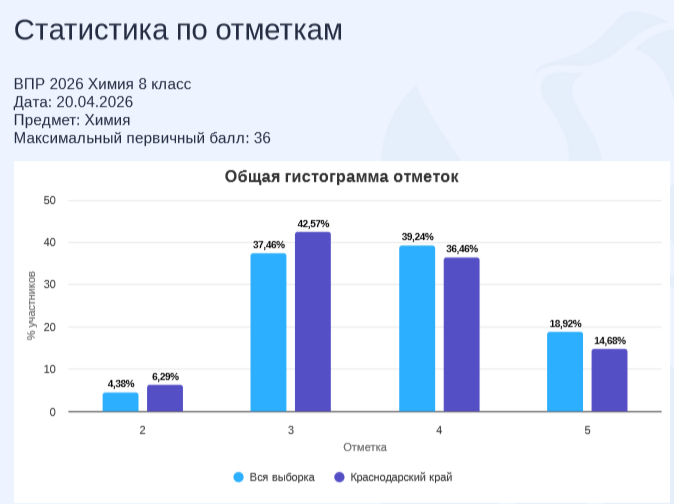 Статистика по отметкам
ВПР 2026 Химия 8 класс
Дата: 20.04.2026
Предмет: Химия
Максимальный первичный балл: 36
Общая гистограмма отметок
50
40
30
20
10
0
% участников
4,38%
6,29%
37,46%
42,57%
39,24%
36,46%
18,92%
14,68%
2
3
4
5
Отметка
Вся выборка
Краснодарский край